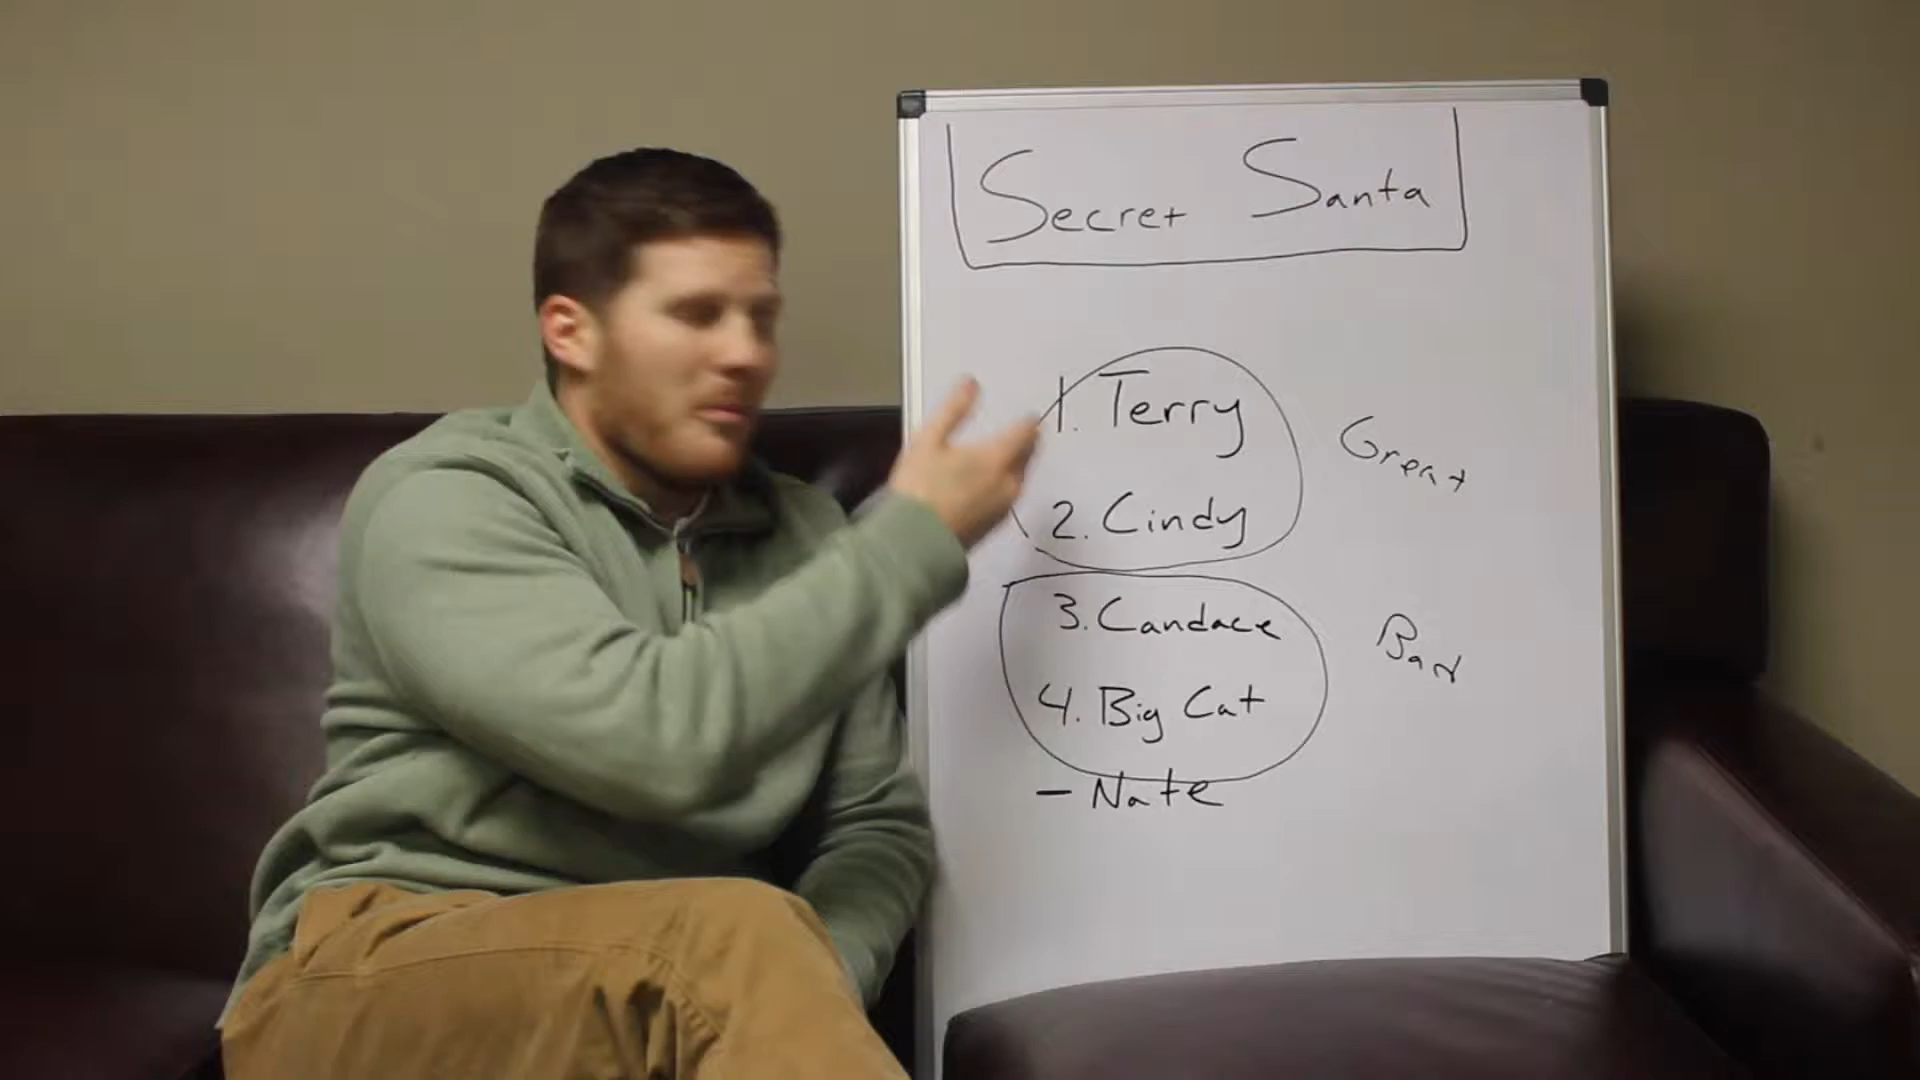 Secret Santa
1. Terry
Great
2. Cindy
3. Candace
Bad
4. Big Cat
- Nate